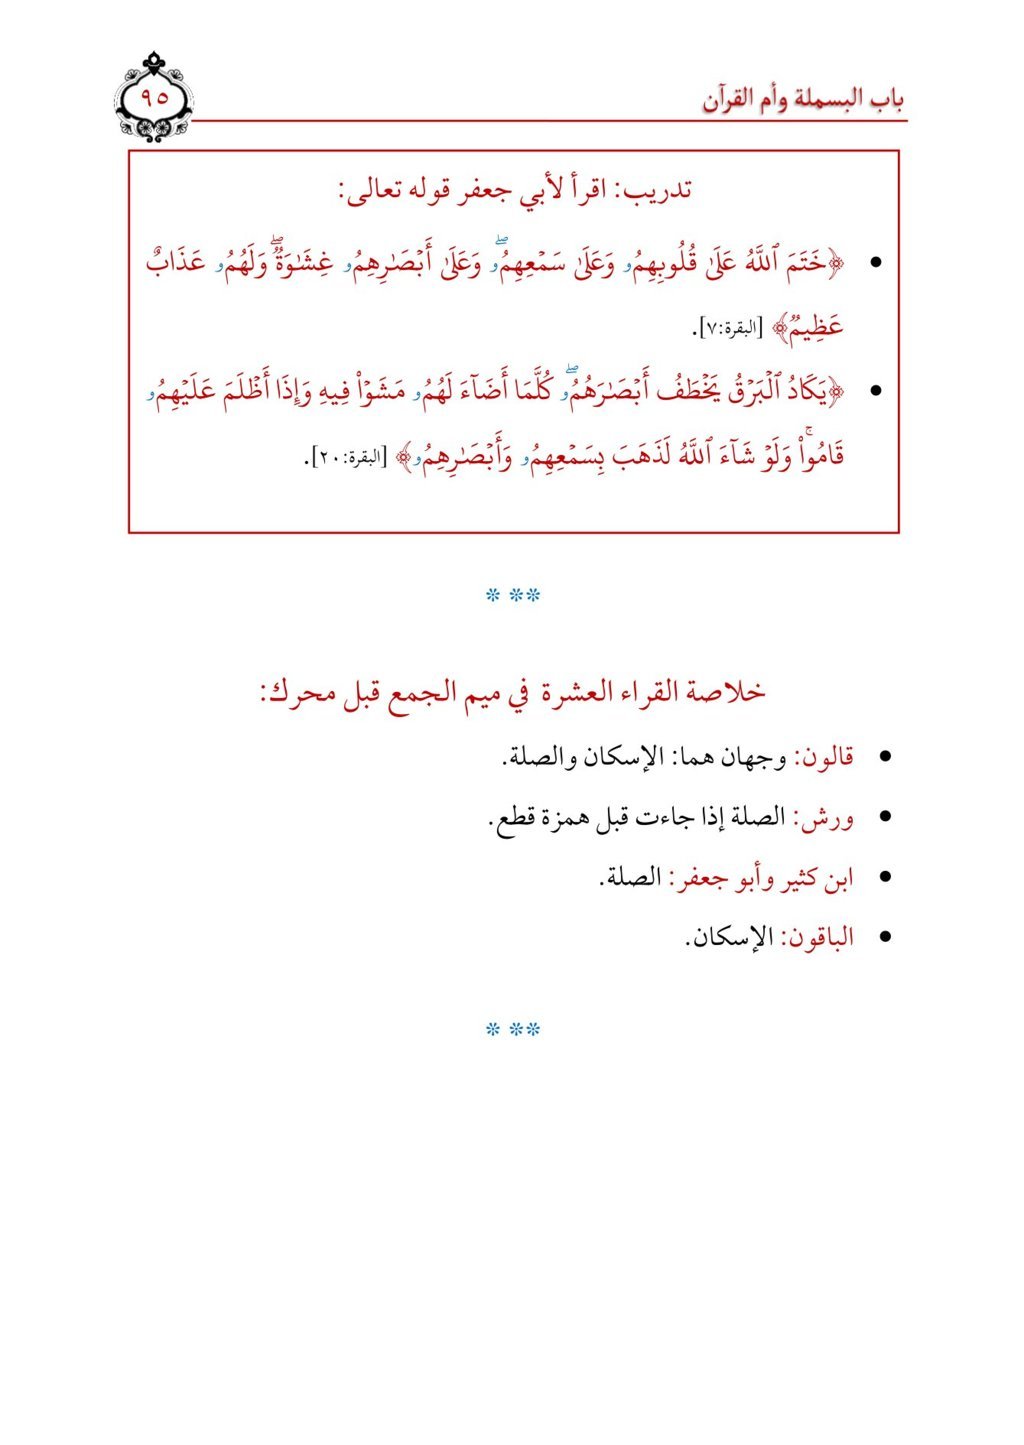 باب البسملة وأم القرآن
٩٥
تدريب: اقرأ لأبي جعفر قوله تعالى:
• ﴿خَتَمَ ٱللَّهُ عَلَىٰ قُلُوبِهِمُۥ وَعَلَىٰ سَمۡعِهِمُۥۖ وَعَلَىٰ أَبۡصَٰرِهِمُۥ غِشَٰوَةٞۖ وَلَهُمُۥ عَذَابٌ
عَظِيمٞ﴾ [البقرة:٧].
• ﴿يَكَادُ ٱلۡبَرۡقُ يَخۡطَفُ أَبۡصَٰرَهُمُۥۖ كُلَّمَا أَضَآءَ لَهُمُۥ مَشَوۡاْ فِيهِ وَإِذَا أَظۡلَمَ عَلَيۡهِمُۥ
قَامُواْۚ وَلَوۡ شَآءَ ٱللَّهُ لَذَهَبَ بِسَمۡعِهِمُۥ وَأَبۡصَٰرِهِمُۥ﴾ [البقرة:٢٠].
** *
خلاصة القراء العشرة في ميم الجمع قبل محرك:
• قالون: وجهان هما: الإسكان والصلة.
• ورش: الصلة إذا جاءت قبل همزة قطع.
• ابن كثير وأبو جعفر: الصلة.
• الباقون: الإسكان.
** *